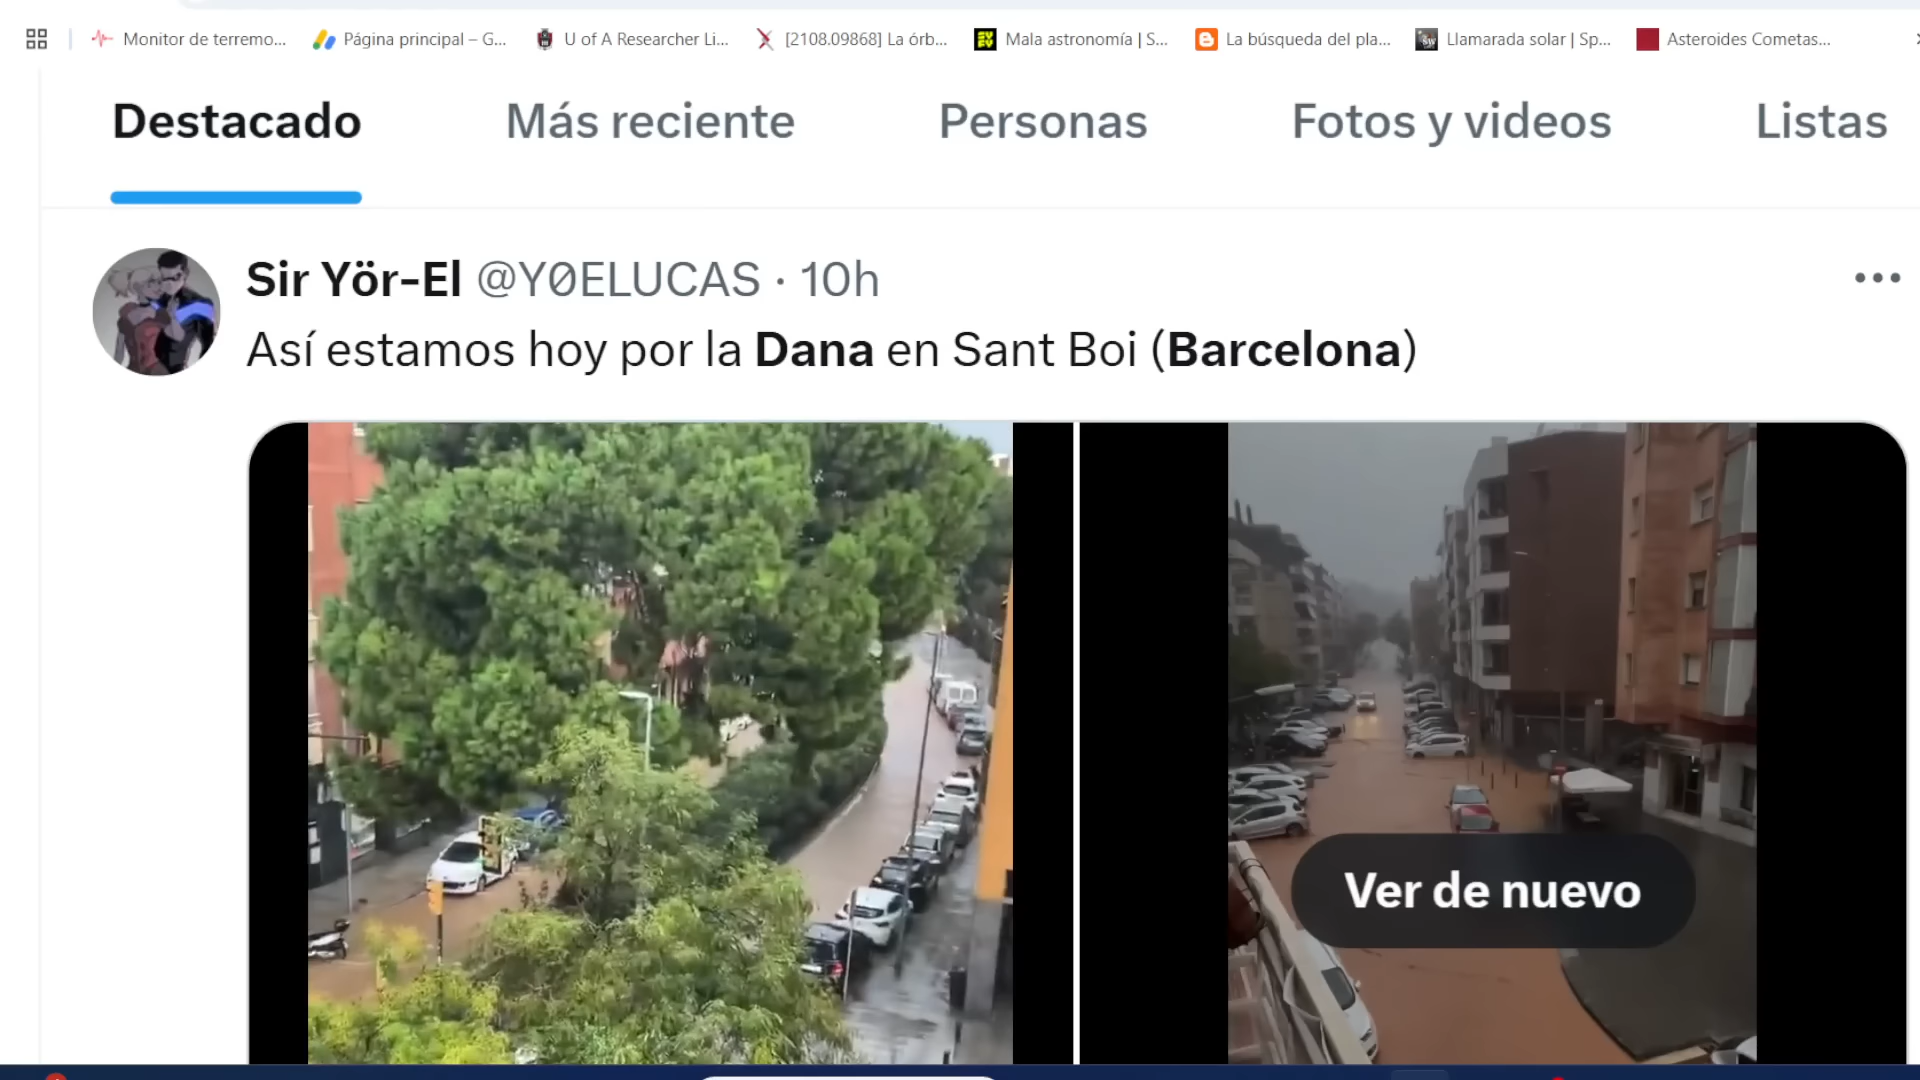 Monitor de terremo...
Página principal – G...
U of A Researcher Li...
[2108.09868] La órb...
Mala astronomía | S...
La búsqueda del pla...
Llamarada solar | Sp...
Asteroides Cometas...
Destacado
Más reciente
Personas
Fotos y videos
Listas
Sir Yör-El @Y0ELUCAS · 10h
Así estamos hoy por la Dana en Sant Boi (Barcelona)
Ver de nuevo